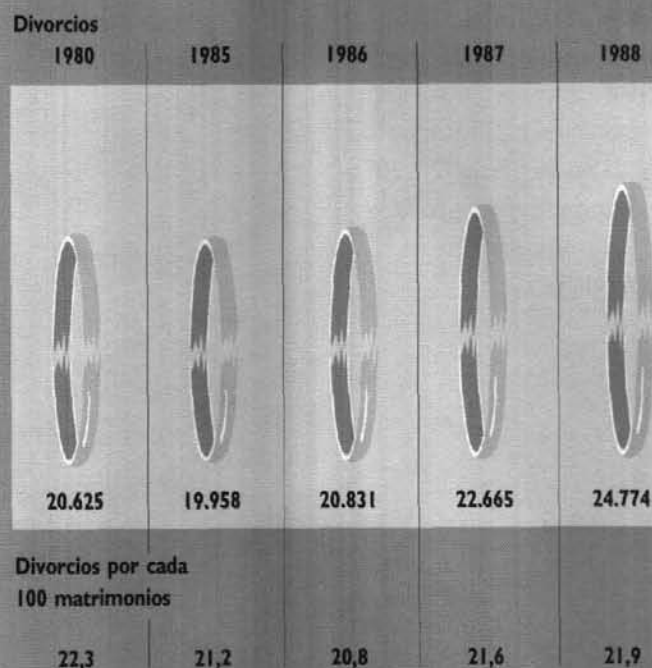 Divorcios
1980 1985 1986 1987 1988
20.625 19.958 20.831 22.665 24.774
Divorcios por cada
100 matrimonios
22,3 21,2 20,8 21,6 21,9